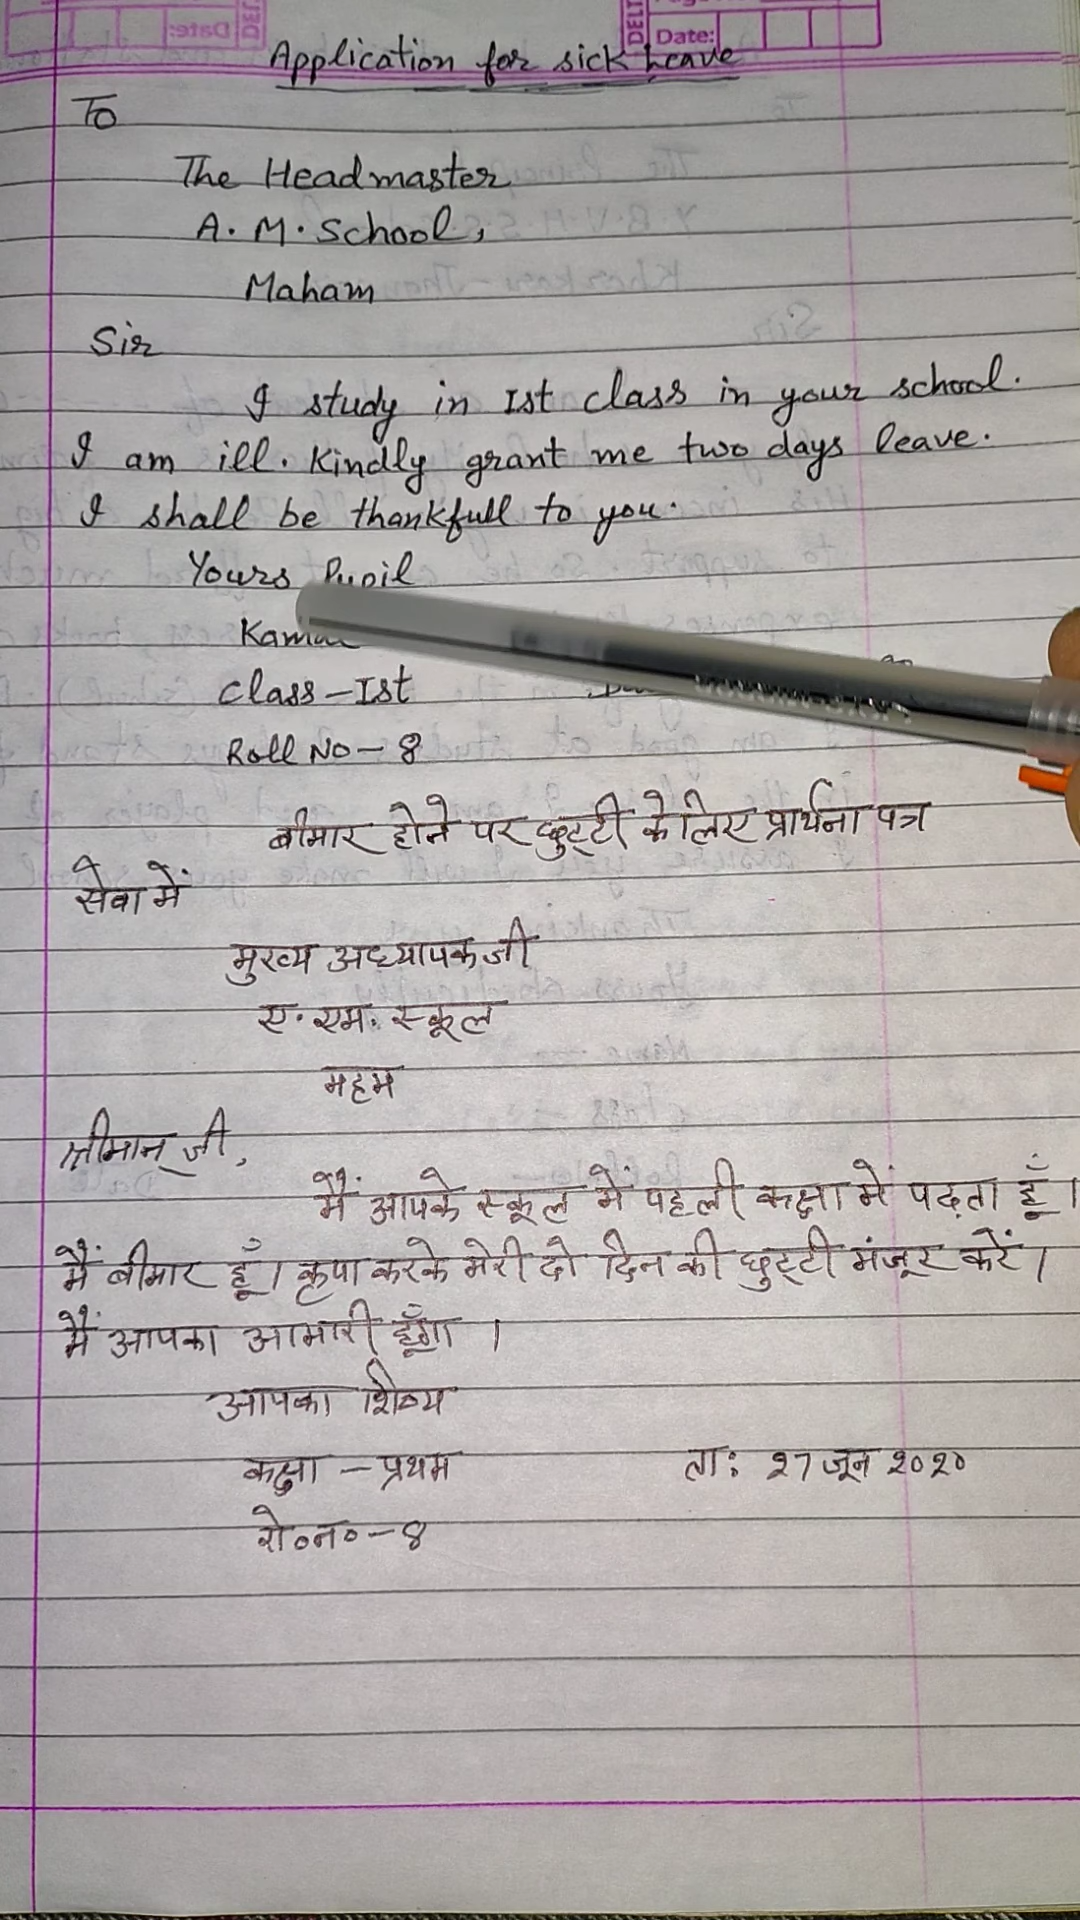 Date:
Application for sick Leave
To
The Headmaster
A. M. School,
Maham
Sir
I study in Ist class in your school.
I am ill. Kindly grant me two days leave.
I shall be thankfull to you.
Yours Pupil
Class - Ist
Roll No - 8
बीमार होने पर छुट्टी के लिए प्रार्थना पत्र
सेवा में
मुख्य अध्यापक जी
ए. एम. स्कूल
महम
श्रीमान् जी,
मैं आपके स्कूल में पहली कक्षा में पढ़ता हूँ।
मैं बीमार हूँ। कृपा करके मेरी दो दिन की छुट्टी मंजूर करें।
मैं आपका आभारी हूँगा ।
आपका शिष्य
कक्षा - प्रथम ता: २7 जून २०२०
रो०न० - 8